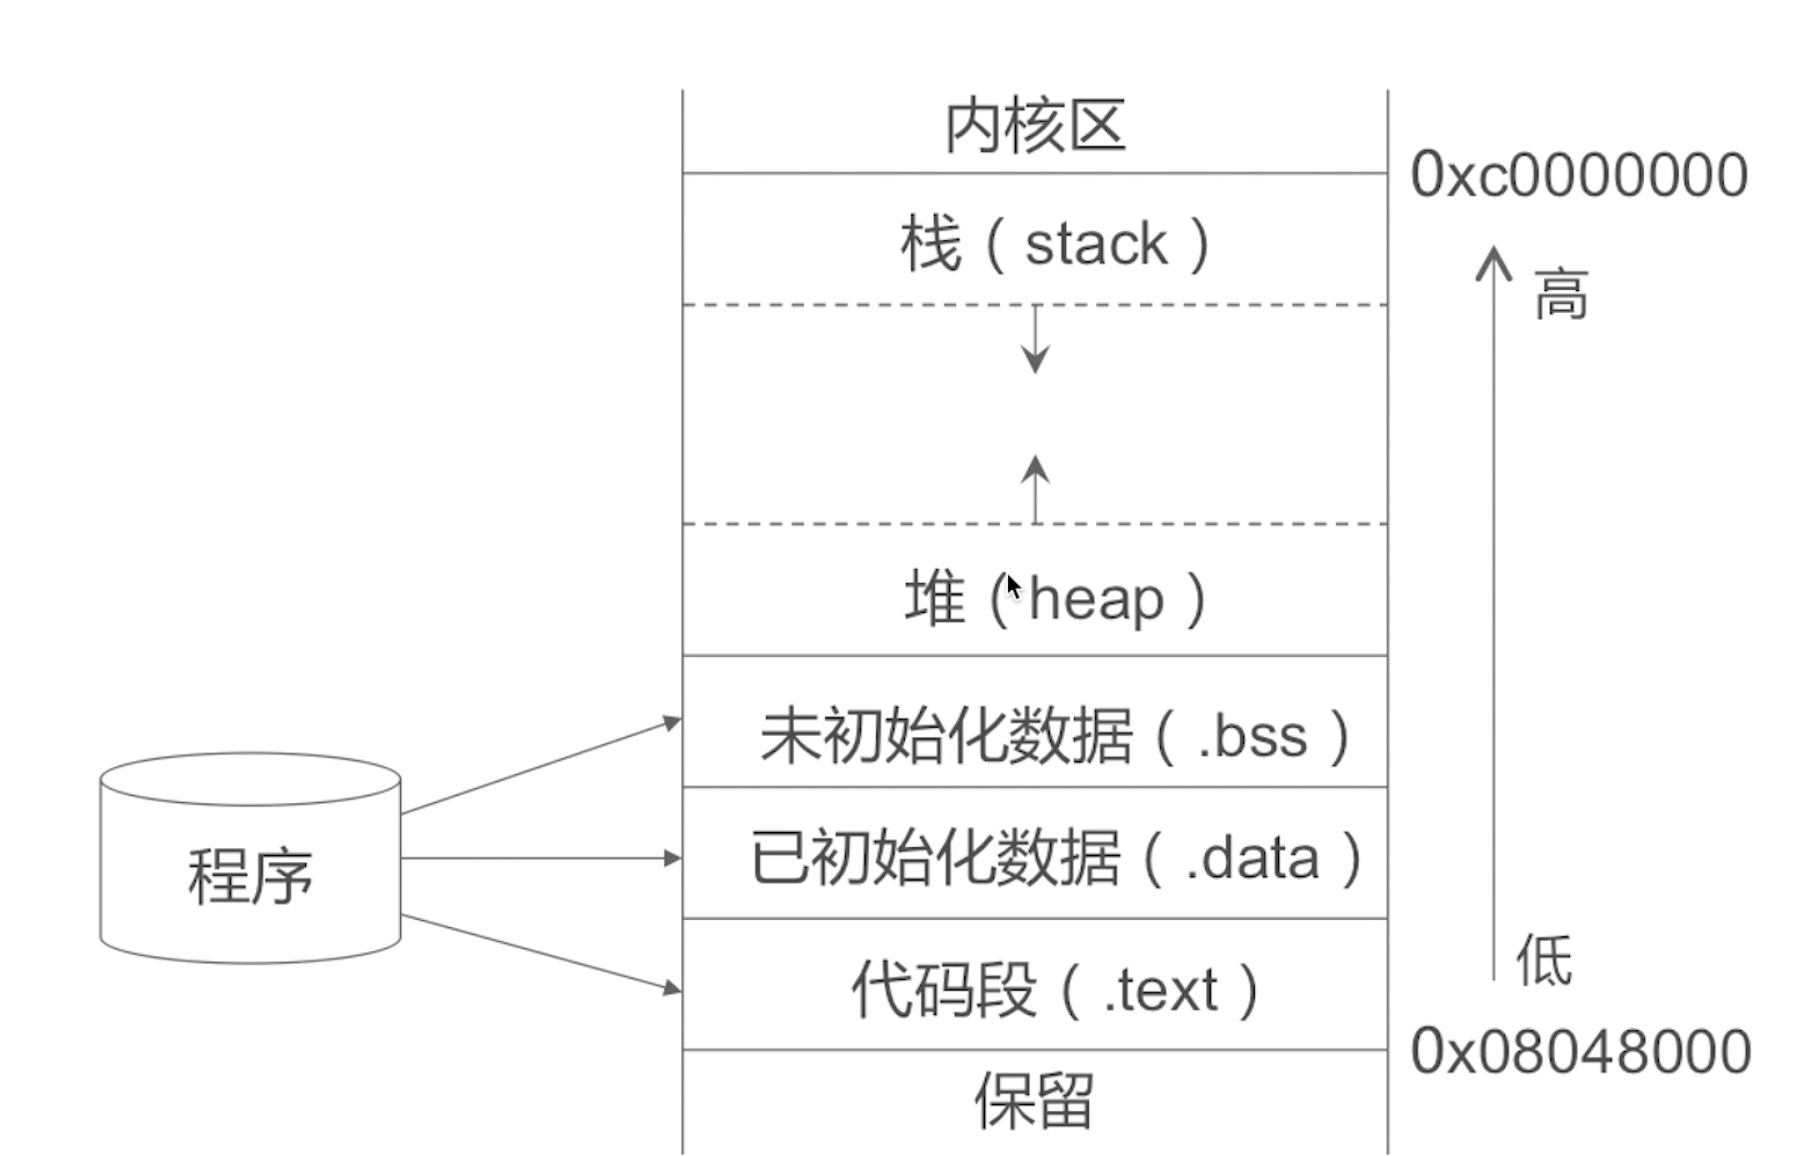 内核区
0xc0000000
栈（stack）
高
堆（heap）
未初始化数据（.bss）
已初始化数据（.data）
程序
代码段（.text）
低
0x08048000
保留